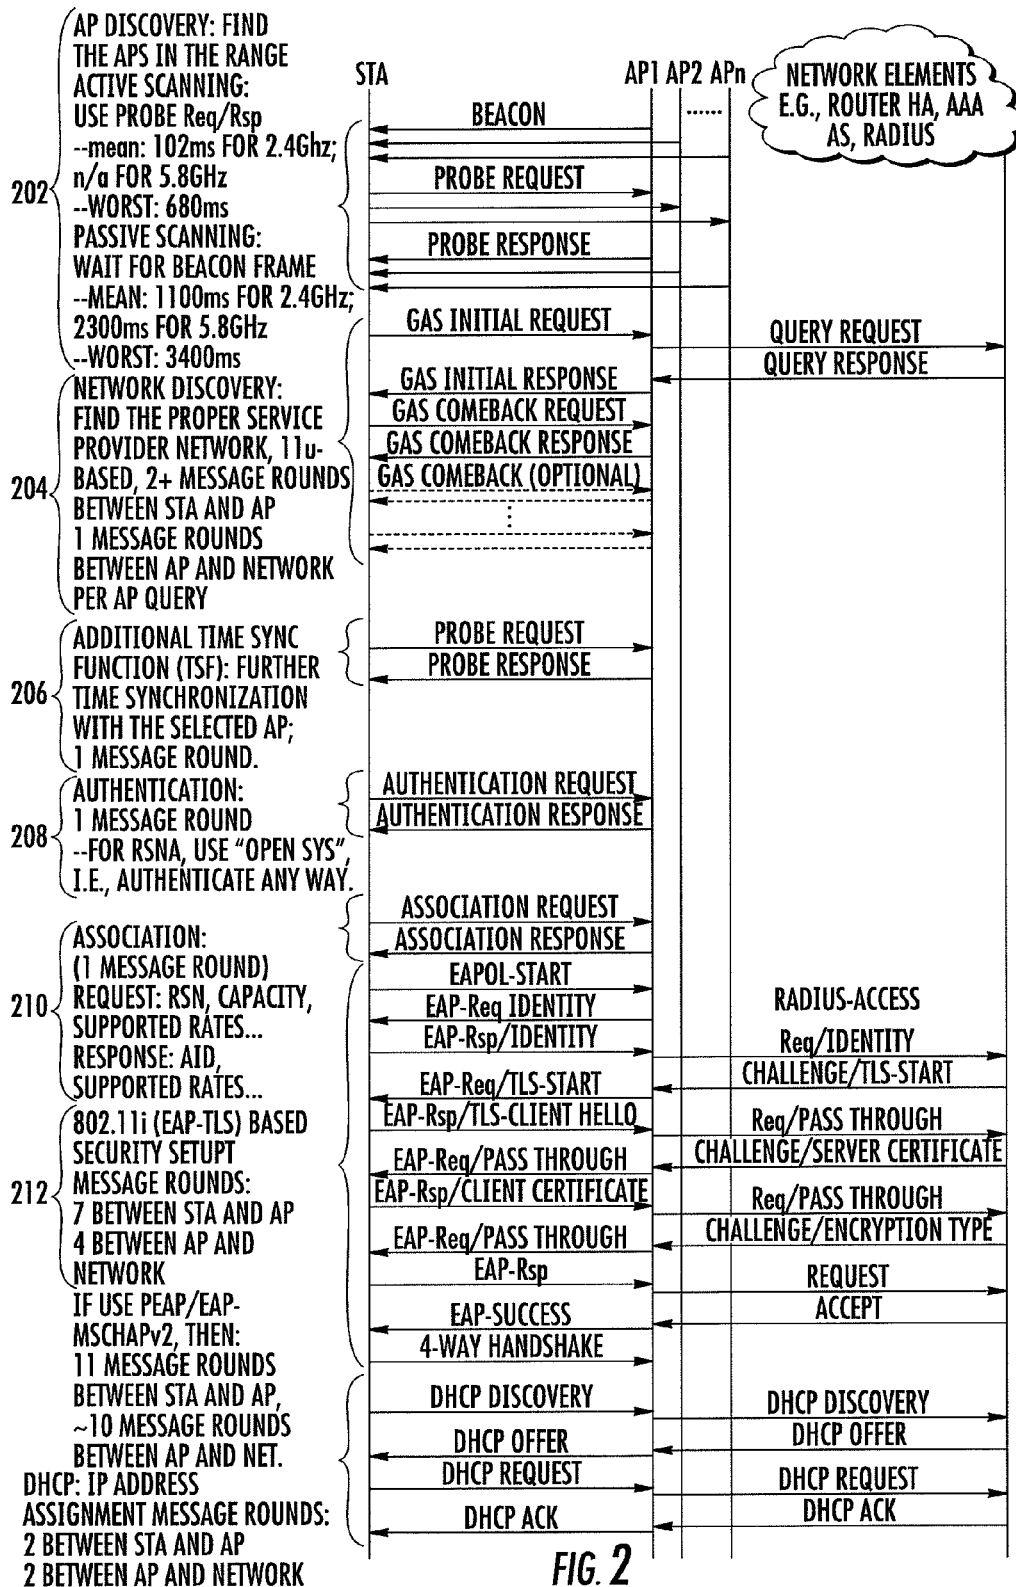 AP DISCOVERY: FIND
THE APS IN THE RANGE
ACTIVE SCANNING:
USE PROBE Req/Rsp
--mean: 102ms FOR 2.4Ghz;
n/a FOR 5.8GHz
--WORST: 680ms
PASSIVE SCANNING:
WAIT FOR BEACON FRAME
--MEAN: 1100ms FOR 2.4GHz;
2300ms FOR 5.8GHz
--WORST: 3400ms
202
NETWORK DISCOVERY:
FIND THE PROPER SERVICE
PROVIDER NETWORK, 11u-
BASED, 2+ MESSAGE ROUNDS
BETWEEN STA AND AP
1 MESSAGE ROUNDS
BETWEEN AP AND NETWORK
PER AP QUERY
204
ADDITIONAL TIME SYNC
FUNCTION (TSF): FURTHER
TIME SYNCHRONIZATION
WITH THE SELECTED AP;
1 MESSAGE ROUND.
206
AUTHENTICATION:
1 MESSAGE ROUND
--FOR RSNA, USE "OPEN SYS",
I.E., AUTHENTICATE ANY WAY.
208
ASSOCIATION:
(1 MESSAGE ROUND)
REQUEST: RSN, CAPACITY,
SUPPORTED RATES...
RESPONSE: AID,
SUPPORTED RATES...
210
802.11i (EAP-TLS) BASED
SECURITY SETUPT
MESSAGE ROUNDS:
7 BETWEEN STA AND AP
4 BETWEEN AP AND
NETWORK
212
IF USE PEAP/EAP-
MSCHAPv2, THEN:
11 MESSAGE ROUNDS
BETWEEN STA AND AP,
~10 MESSAGE ROUNDS
BETWEEN AP AND NET.
DHCP: IP ADDRESS
ASSIGNMENT MESSAGE ROUNDS:
2 BETWEEN STA AND AP
2 BETWEEN AP AND NETWORK
STA
AP1 AP2 APn
......
NETWORK ELEMENTS
E.G., ROUTER HA, AAA
AS, RADIUS
BEACON
PROBE REQUEST
PROBE RESPONSE
GAS INITIAL REQUEST
QUERY REQUEST
QUERY RESPONSE
GAS INITIAL RESPONSE
GAS COMEBACK REQUEST
GAS COMEBACK RESPONSE
GAS COMEBACK (OPTIONAL)
PROBE REQUEST
PROBE RESPONSE
AUTHENTICATION REQUEST
AUTHENTICATION RESPONSE
ASSOCIATION REQUEST
ASSOCIATION RESPONSE
EAPOL-START
EAP-Req IDENTITY
RADIUS-ACCESS
EAP-Rsp/IDENTITY
Req/IDENTITY
CHALLENGE/TLS-START
EAP-Req/TLS-START
EAP-Rsp/TLS-CLIENT HELLO
Req/PASS THROUGH
CHALLENGE/SERVER CERTIFICATE
EAP-Req/PASS THROUGH
EAP-Rsp/CLIENT CERTIFICATE
Req/PASS THROUGH
CHALLENGE/ENCRYPTION TYPE
EAP-Req/PASS THROUGH
EAP-Rsp
REQUEST
ACCEPT
EAP-SUCCESS
4-WAY HANDSHAKE
DHCP DISCOVERY
DHCP DISCOVERY
DHCP OFFER
DHCP OFFER
DHCP REQUEST
DHCP REQUEST
DHCP ACK
DHCP ACK
FIG. 2